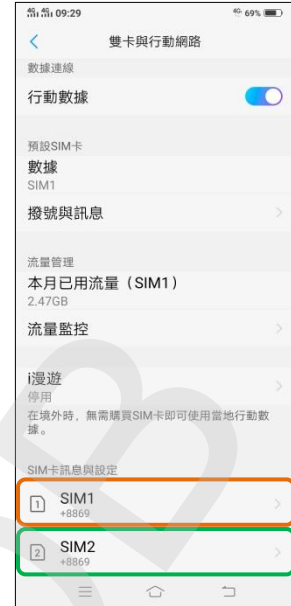 4G 4G 09:29 4G 69%
雙卡與行動網路
數據連線
行動數據
預設SIM卡
數據
SIM1
撥號與訊息
流量管理
本月已用流量（SIM1）
2.47GB
流量監控
i漫遊
停用
在境外時，無需購買SIM卡即可使用當地行動數
據。
SIM卡訊息與設定
1 SIM1
+8869
2 SIM2
+8869